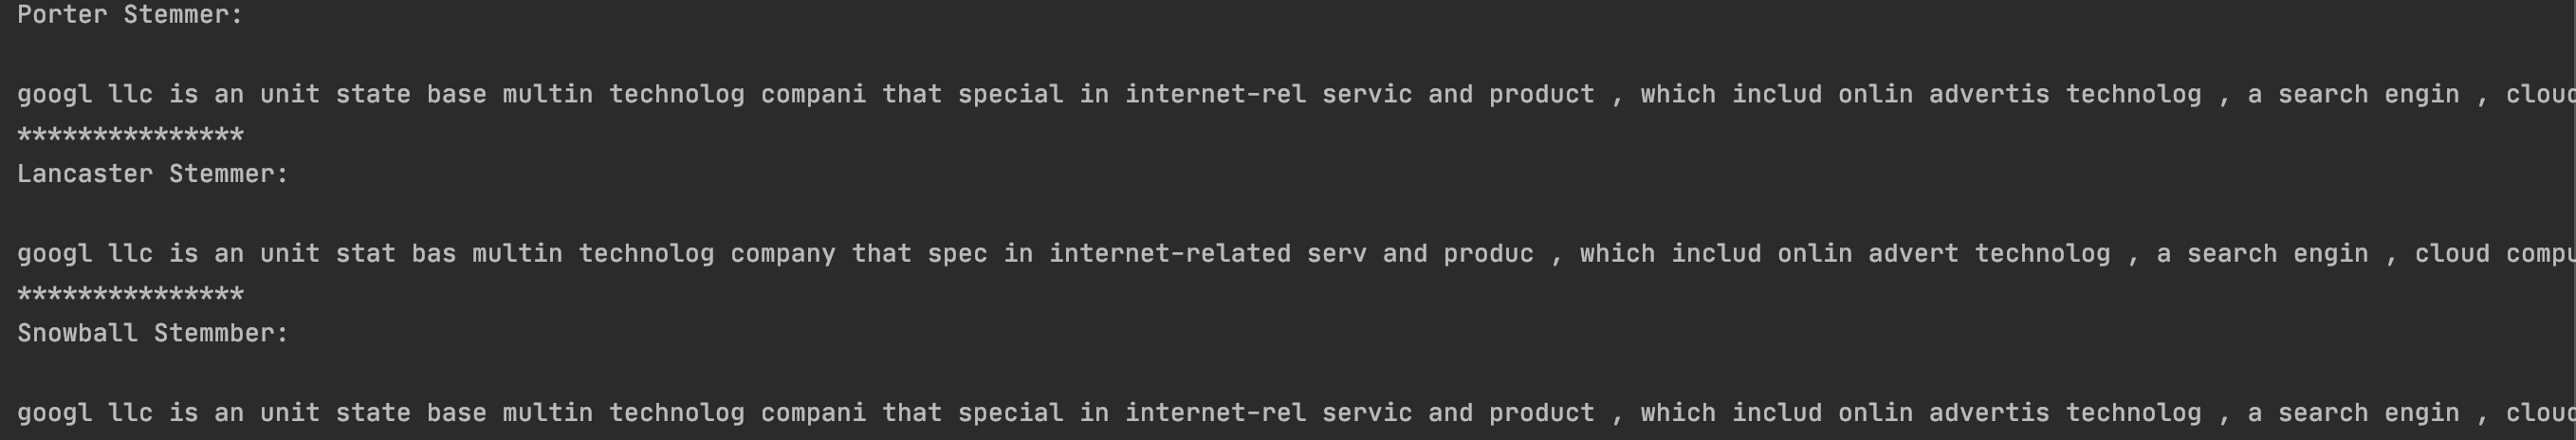 Porter Stemmer:
googl llc is an unit state base multin technolog compani that special in internet-rel servic and product , which includ onlin advertis technolog , a search engin , cloud
***************
Lancaster Stemmer:
googl llc is an unit stat bas multin technolog company that spec in internet-related serv and produc , which includ onlin advert technolog , a search engin , cloud compu
***************
Snowball Stemmber:
googl llc is an unit state base multin technolog compani that special in internet-rel servic and product , which includ onlin advertis technolog , a search engin , cloud